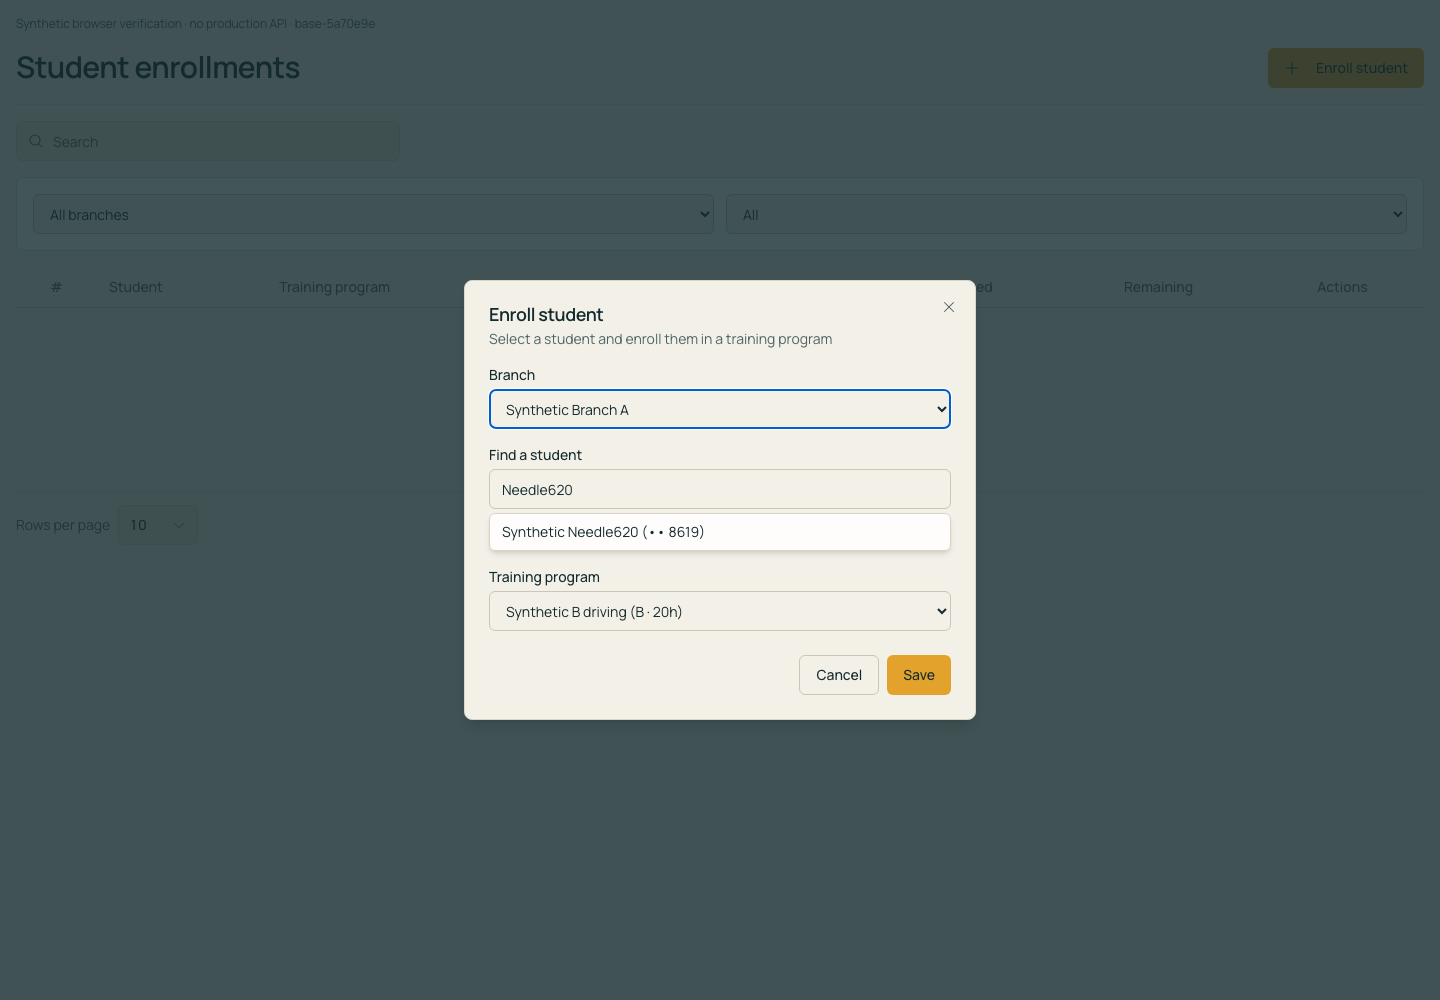 Synthetic browser verification · no production API · base-5a70e9e
Student enrollments
Enroll student
Search
All branches
All
# Student Training program ed Remaining Actions
Enroll student
Select a student and enroll them in a training program
Branch
Synthetic Branch A
Find a student
Needle620
Synthetic Needle620 (•• 8619)
Training program
Synthetic B driving (B · 20h)
Cancel Save
Rows per page 10